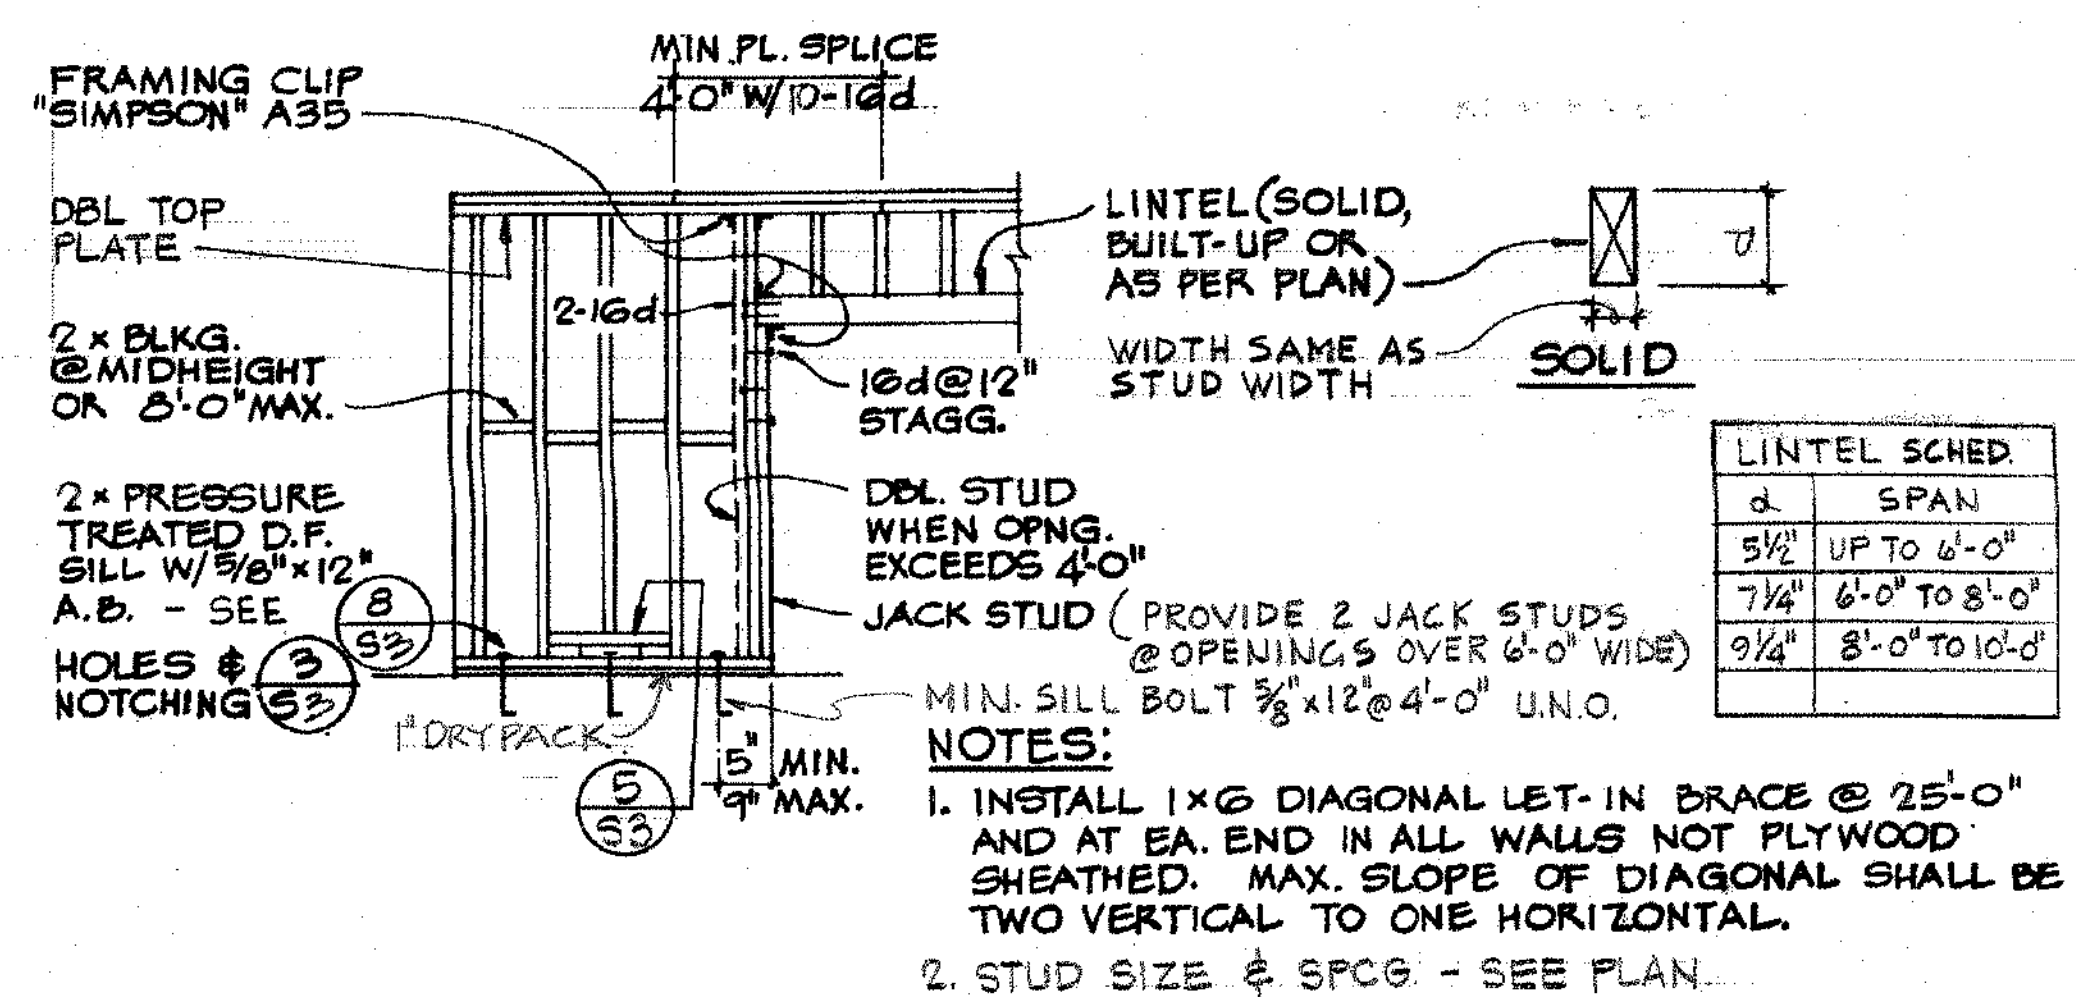 MIN. PL. SPLICE
4'-0" W/10-16d
FRAMING CLIP
"SIMPSON" A35
DBL TOP
PLATE
2 x BLKG.
@MIDHEIGHT
OR 8'-0" MAX.
2 x PRESSURE
TREATED D.F.
SILL W/ 5/8" x 12"
A.B. - SEE
8
S3
HOLES &
NOTCHING
3
S3
1" DRYPACK
5
S3
5" MIN.
9" MAX.
2-16d
LINTEL (SOLID,
BUILT-UP OR
AS PER PLAN)
d
WIDTH SAME AS
STUD WIDTH
SOLID
16d@12"
STAGG.
DBL. STUD
WHEN OPNG.
EXCEEDS 4'-0"
JACK STUD (PROVIDE 2 JACK STUDS
@ OPENINGS OVER 6'-0" WIDE)
MIN. SILL BOLT 5/8" x 12" @ 4'-0" U.N.O.
LINTEL SCHED.
d SPAN
5 1/2" UP TO 6'-0"
7 1/4" 6'-0" TO 8'-0"
9 1/4" 8'-0" TO 10'-0"
NOTES:
1. INSTALL 1x6 DIAGONAL LET-IN BRACE @ 25'-0"
AND AT EA. END IN ALL WALLS NOT PLYWOOD
SHEATHED. MAX. SLOPE OF DIAGONAL SHALL BE
TWO VERTICAL TO ONE HORIZONTAL.
2. STUD SIZE & SPCG. - SEE PLAN.